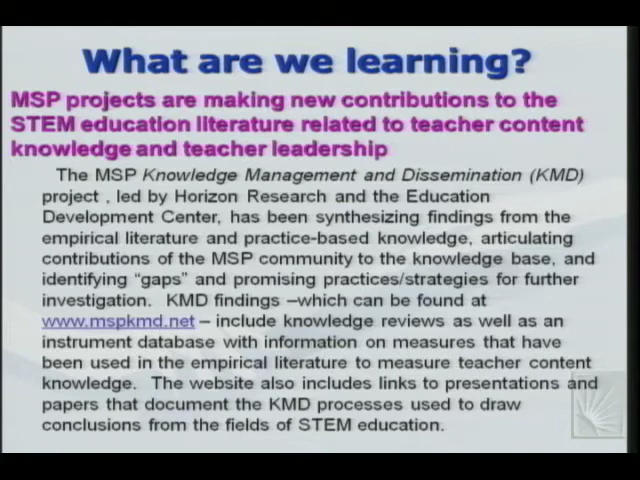 What are we learning?
MSP projects are making new contributions to the
STEM education literature related to teacher content
knowledge and teacher leadership
The MSP Knowledge Management and Dissemination (KMD)
project , led by Horizon Research and the Education
Development Center, has been synthesizing findings from the
empirical literature and practice-based knowledge, articulating
contributions of the MSP community to the knowledge base, and
identifying “gaps” and promising practices/strategies for further
investigation. KMD findings –which can be found at
www.mspkmd.net – include knowledge reviews as well as an
instrument database with information on measures that have
been used in the empirical literature to measure teacher content
knowledge. The website also includes links to presentations and
papers that document the KMD processes used to draw
conclusions from the fields of STEM education.